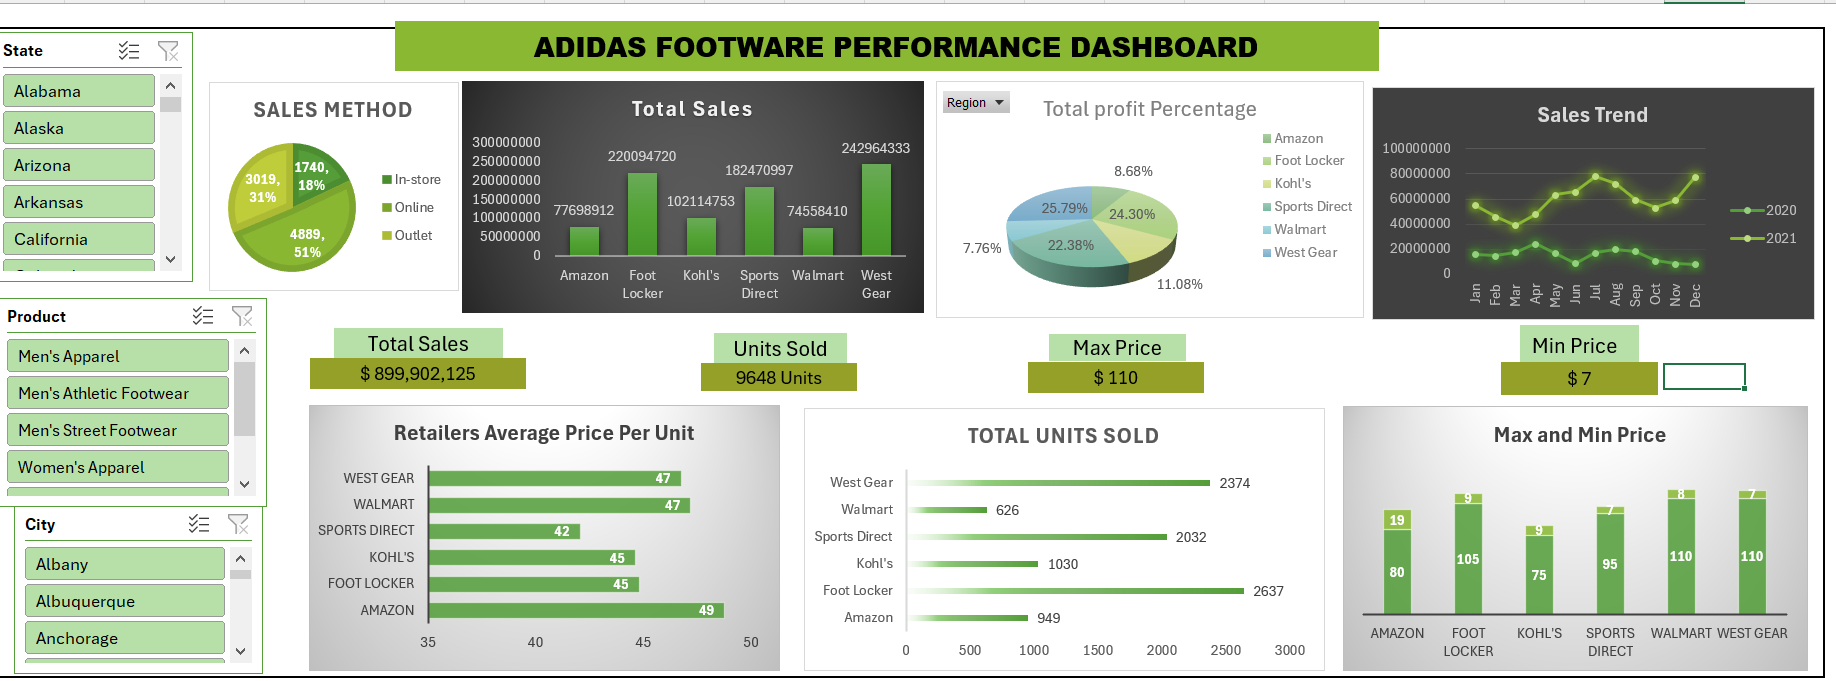 ADIDAS FOOTWARE PERFORMANCE DASHBOARD
State
Alabama
Alaska
Arizona
Arkansas
California
Product
Men's Apparel
Men's Athletic Footwear
Men's Street Footwear
Women's Apparel
City
Albany
Albuquerque
Anchorage
SALES METHOD
1740,
18%
3019,
31%
4889,
51%
In-store
Online
Outlet
Total Sales
300000000
250000000
200000000
150000000
100000000
50000000
0
77698912
220094720
102114753
182470997
74558410
242964333
Amazon
Foot
Locker
Kohl's
Sports
Direct
Walmart
West
Gear
Region
Total profit Percentage
8.68%
24.30%
11.08%
22.38%
7.76%
25.79%
Amazon
Foot Locker
Kohl's
Sports Direct
Walmart
West Gear
Sales Trend
100000000
80000000
60000000
40000000
20000000
0
Jan
Feb
Mar
Apr
May
Jun
Jul
Aug
Sep
Oct
Nov
Dec
2020
2021
Total Sales
$ 899,902,125
Units Sold
9648 Units
Max Price
$ 110
Min Price
$ 7
Retailers Average Price Per Unit
WEST GEAR 47
WALMART 47
SPORTS DIRECT 42
KOHL'S 45
FOOT LOCKER 45
AMAZON 49
35 40 45 50
TOTAL UNITS SOLD
West Gear 2374
Walmart 626
Sports Direct 2032
Kohl's 1030
Foot Locker 2637
Amazon 949
0 500 1000 1500 2000 2500 3000
Max and Min Price
19
80
9
105
9
75
7
95
8
110
7
110
AMAZON
FOOT
LOCKER
KOHL'S
SPORTS
DIRECT
WALMART
WEST GEAR